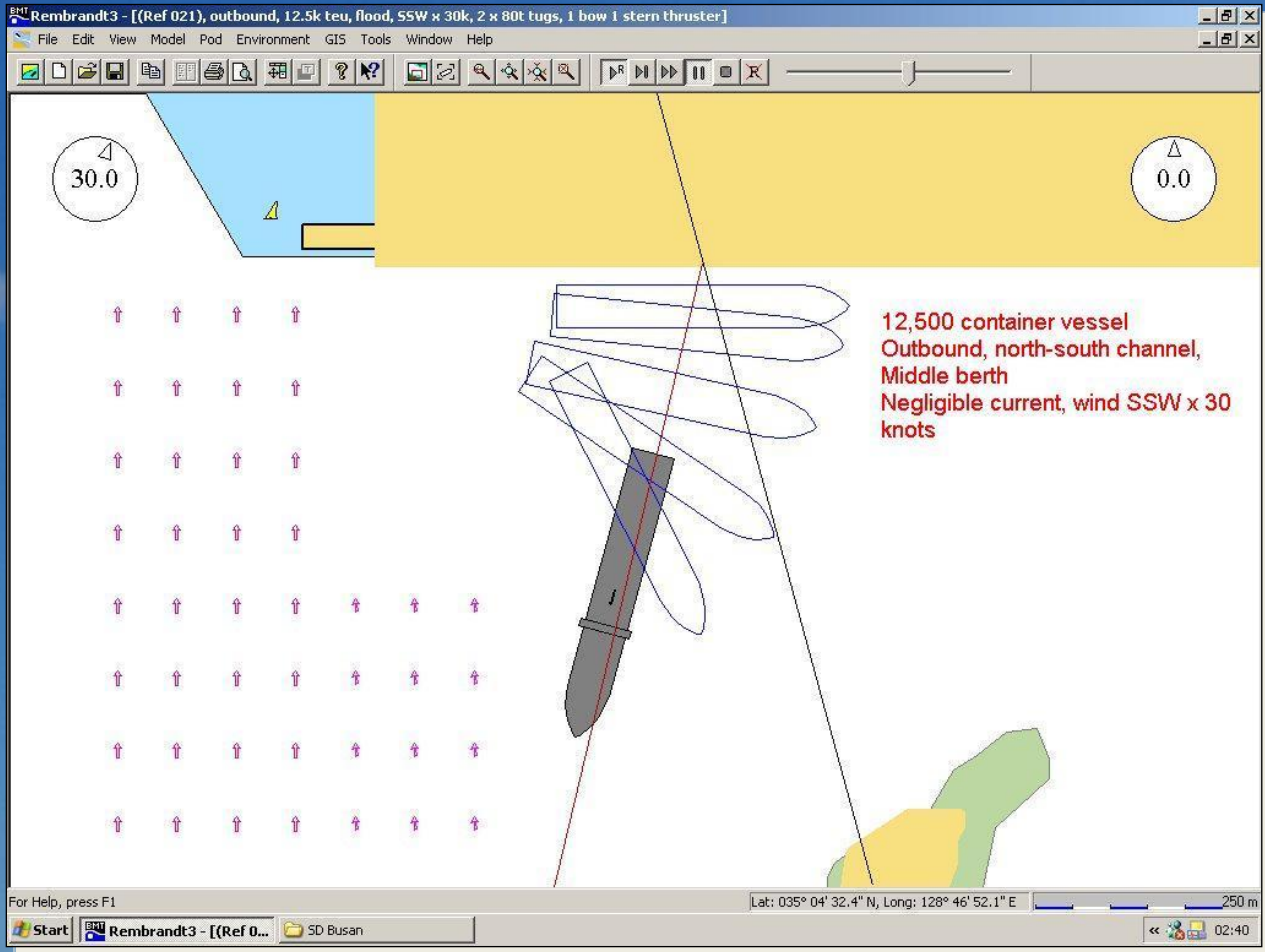 Rembrandt3 - [(Ref 021), outbound, 12.5k teu, flood, SSW x 30k, 2 x 80t tugs, 1 bow 1 stern thruster]
File Edit View Model Pod Environment GIS Tools Window Help
30.0
0.0
12,500 container vessel
Outbound, north-south channel,
Middle berth
Negligible current, wind SSW x 30
knots
For Help, press F1
Lat: 035° 04' 32.4" N, Long: 128° 46' 52.1" E
250 m
Start
Rembrandt3 - [(Ref 0...
SD Busan
02:40